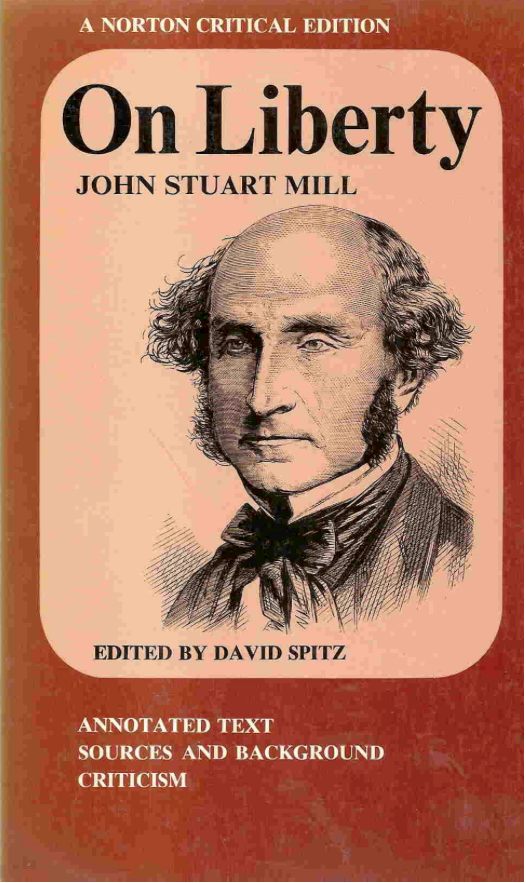 A NORTON CRITICAL EDITION
On Liberty
JOHN STUART MILL
EDITED BY DAVID SPITZ
ANNOTATED TEXT
SOURCES AND BACKGROUND
CRITICISM